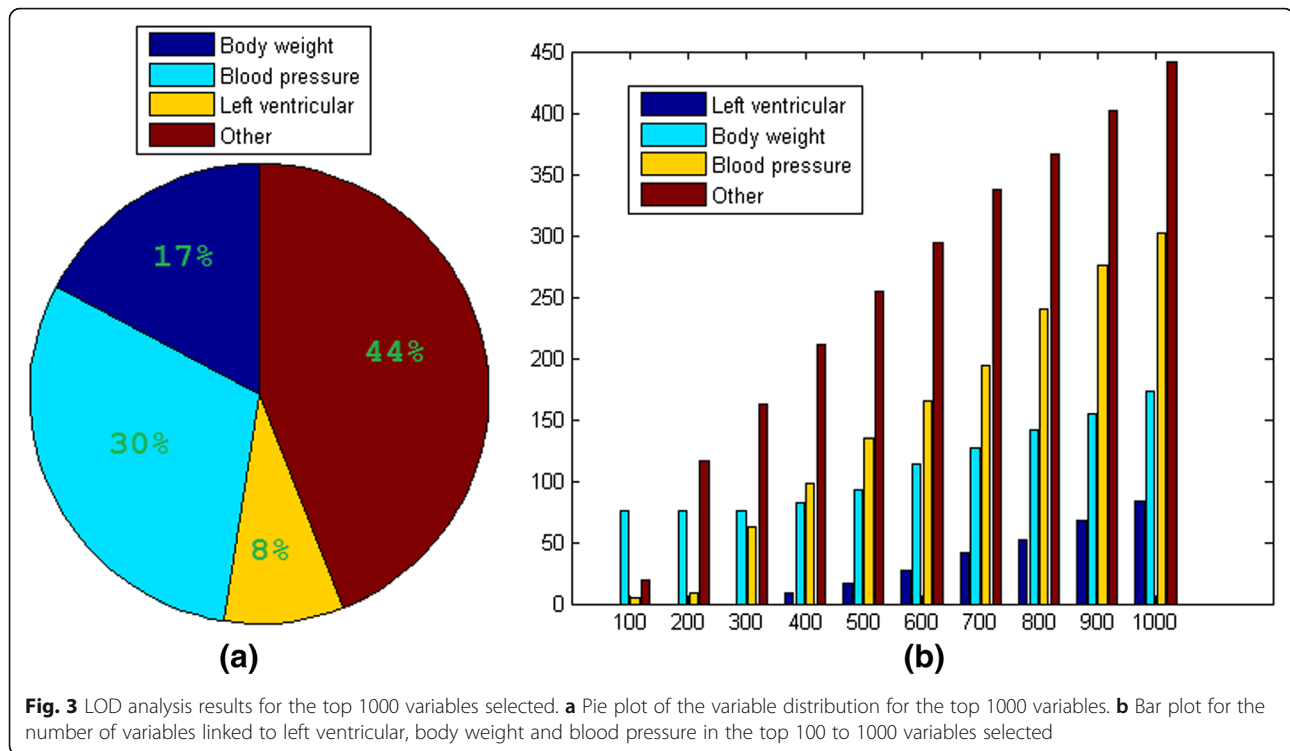 Body weight
Blood pressure
Left ventricular
Other
17%
44%
30%
8%
(a)
450
400
350
300
250
200
150
100
50
0
Left ventricular
Body weight
Blood pressure
Other
100 200 300 400 500 600 700 800 900 1000
(b)
Fig. 3 LOD analysis results for the top 1000 variables selected. a Pie plot of the variable distribution for the top 1000 variables. b Bar plot for the
number of variables linked to left ventricular, body weight and blood pressure in the top 100 to 1000 variables selected